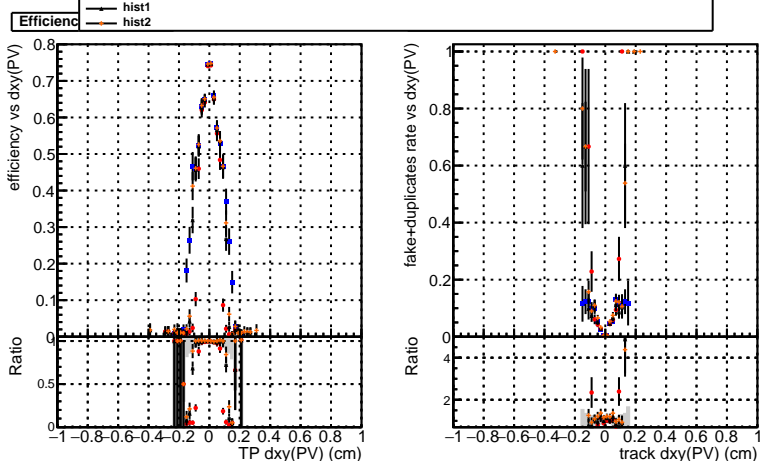 hist1
Efficienc
hist2
efficiency vs dxy(PV)
0.8
0.7
0.6
0.5
0.4
0.3
0.2
0.1
0
Ratio
1
0.5
0
−1 −0.8 −0.6 −0.4 −0.2 0 0.2 0.4 0.6 0.8 1
TP dxy(PV) (cm)
fake+duplicates rate vs dxy(PV)
1
0.8
0.6
0.4
0.2
0
Ratio
4
2
−1 −0.8 −0.6 −0.4 −0.2 0 0.2 0.4 0.6 0.8 1
track dxy(PV) (cm)